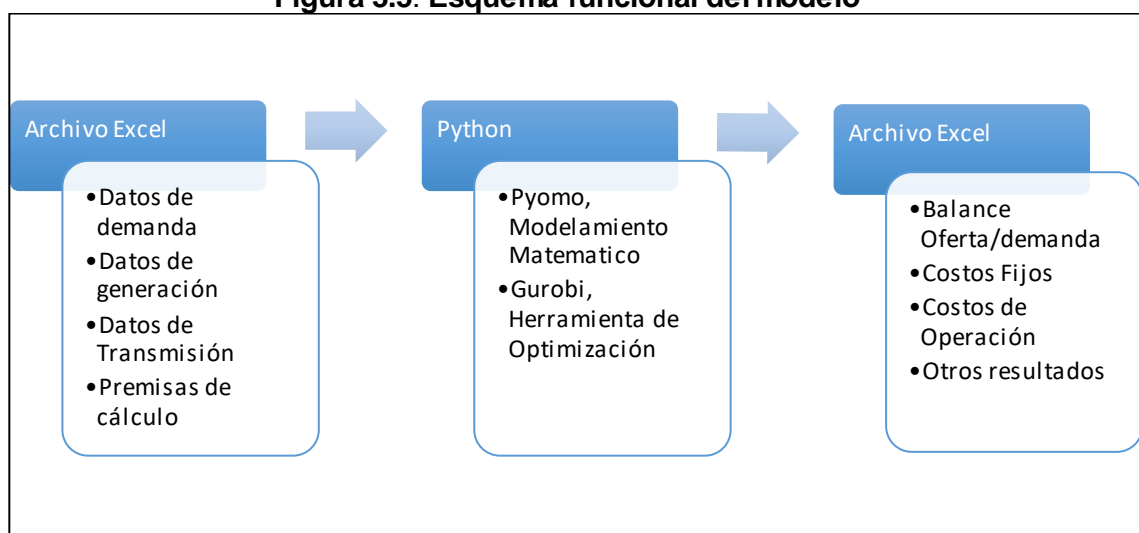 Figura 3.5. Esquema funcional del modelo
Archivo Excel
•Datos de
demanda
•Datos de
generación
•Datos de
Transmisión
•Premisas de
cálculo
Python
•Pyomo,
Modelamiento
Matematico
•Gurobi,
Herramienta de
Optimización
Archivo Excel
•Balance
Oferta/demanda
•Costos Fijos
•Costos de
Operación
•Otros resultados